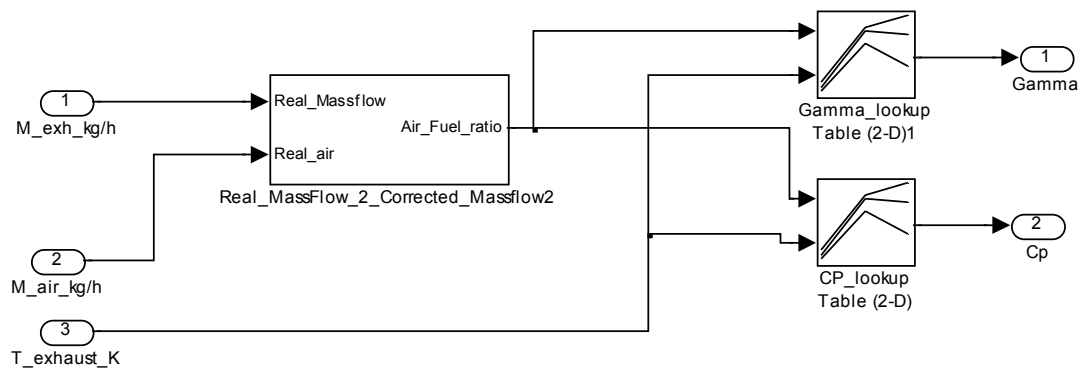 1
M_exh_kg/h
2
M_air_kg/h
3
T_exhaust_K
Real_Massflow
Real_air
Air_Fuel_ratio
Real_MassFlow_2_Corrected_Massflow2
Gamma_lookup
Table (2-D)1
CP_lookup
Table (2-D)
1
Gamma
2
Cp